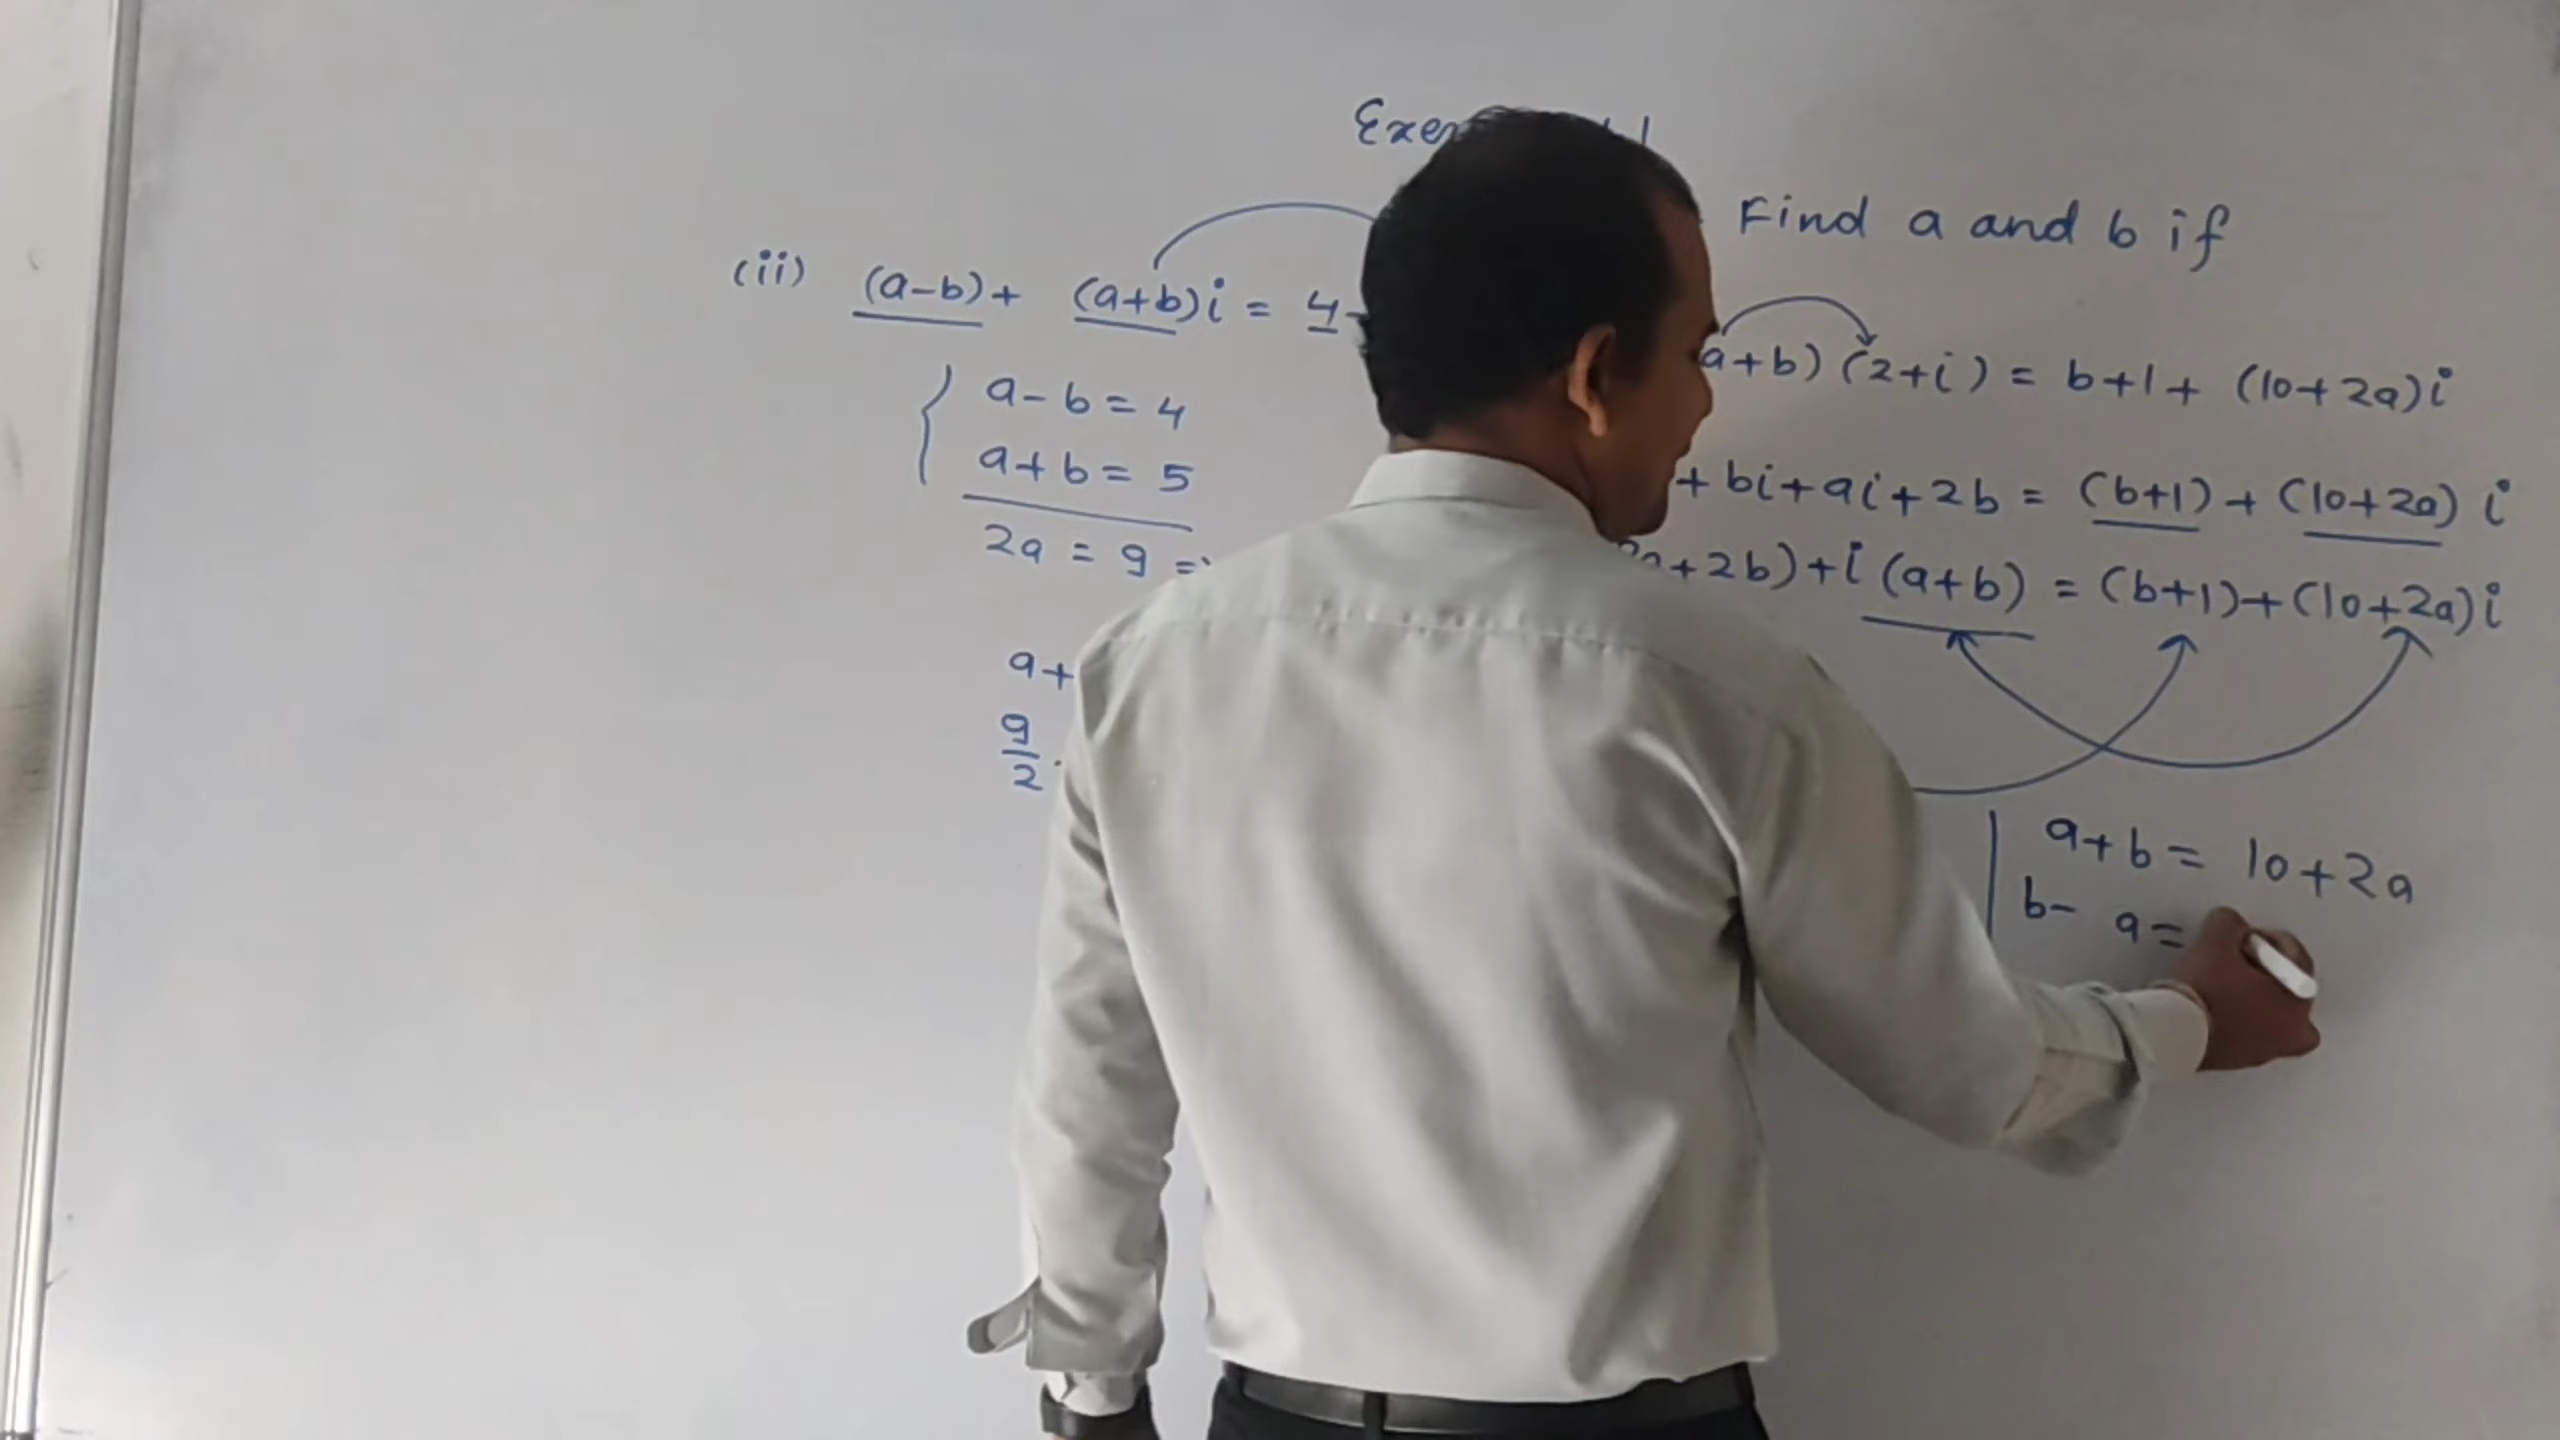 Find a and b if
(ii) (a-b)+ (a+b)i = 4
a-b=4
a+b=5
2a = 9 =
a+
9/2
a+b) (2+i) = b+1+ (10+2a)i
+bi+ai+2b = (b+1)+(10+2a) i
+2b)+i(a+b) = (b+1)+(10+2a)i
a+b= 10+2a
b- a=